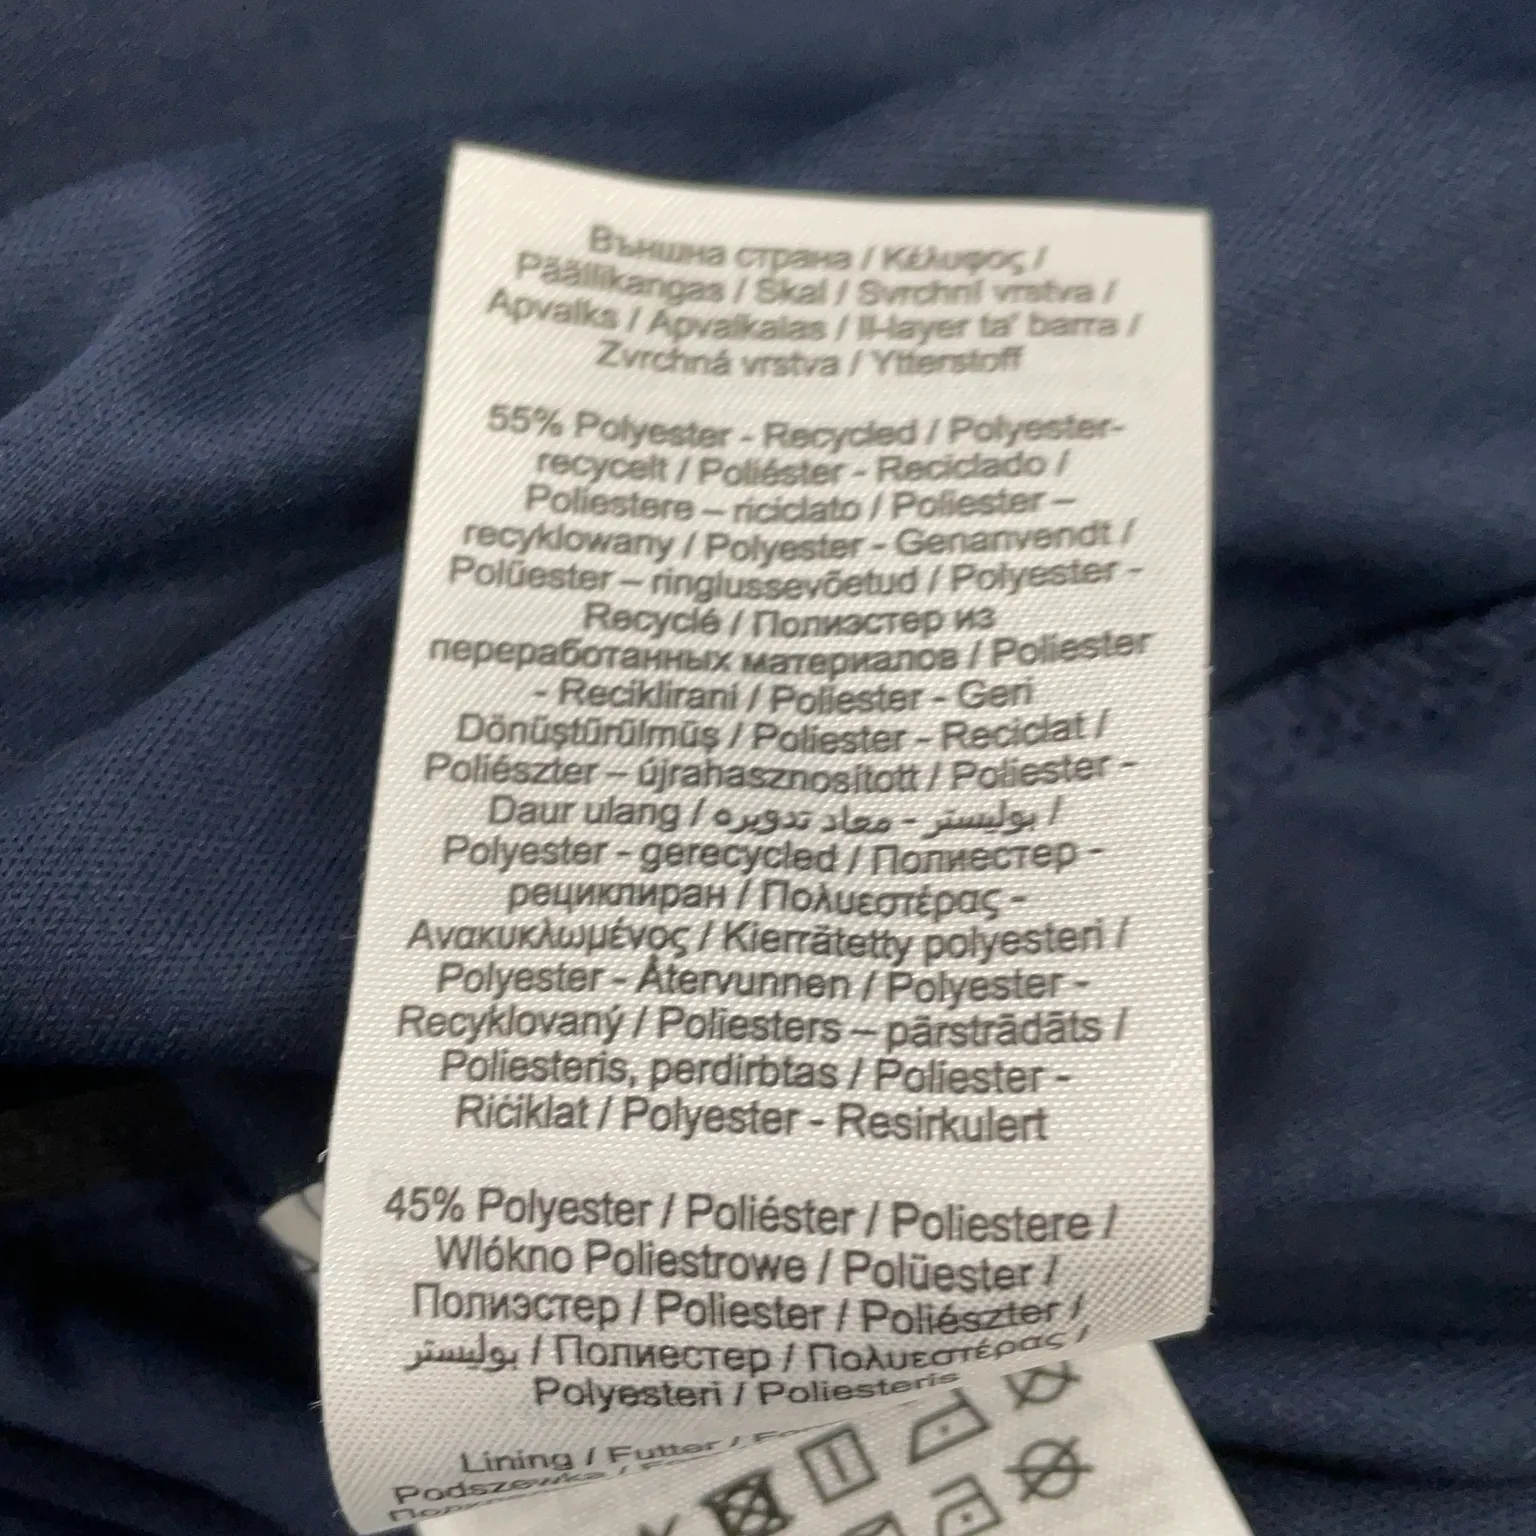 Външна страна / Κέλυφος /
Päällikangas / Skal / Svrchní vrstva /
Apvalks / Apvalkalas / Il-layer ta' barra /
Zvrchná vrstva / Ytterstoff
55% Polyester - Recycled / Polyester-
recycelt / Poliéster - Reciclado /
Poliestere – riciclato / Poliester –
recyklowany / Polyester - Genanvendt /
Polüester – ringlussevõetud / Polyester -
Recyclé / Полиэстер из
переработанных материалов / Poliester
- Reciklirani / Poliester - Geri
Dönüştürülmüş / Poliester - Reciclat /
Poliészter – újrahasznosított / Poliester -
Daur ulang / بوليستر - معاد تدويره /
Polyester - gerecycled / Полиестер -
рециклиран / Πολυεστέρας -
Ανακυκλωμένος / Kierrätetty polyesteri /
Polyester - Återvunnen / Polyester -
Recyklovaný / Poliesters – pārstrādāts /
Poliesteris, perdirbtas / Poliester -
Riċiklat / Polyester - Resirkulert
45% Polyester / Poliéster / Poliestere /
Wlókno Poliestrowe / Polüester /
Полиэстер / Poliester / Poliészter /
بوليستر / Полиестер / Πολυεστέρας /
Polyesteri / Poliesteris
Lining / Futter /
Podszewka /